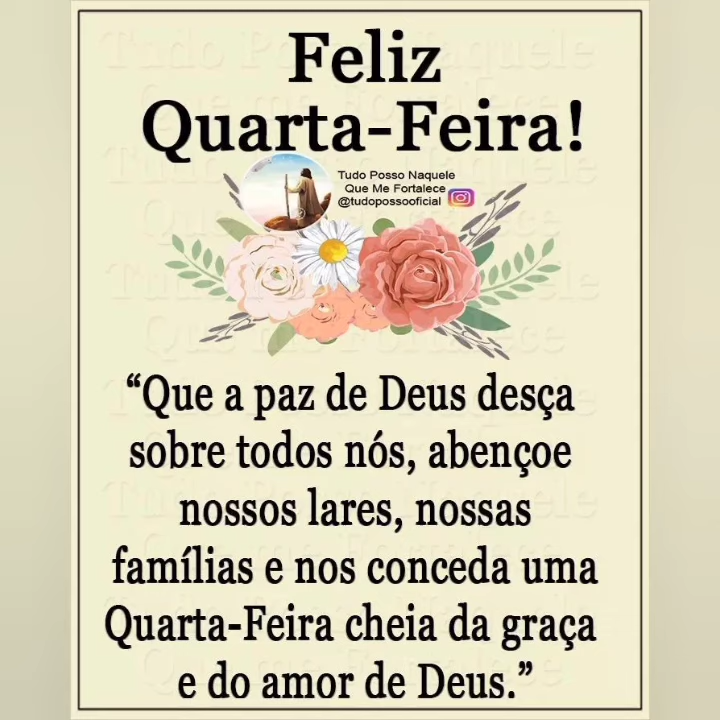 Feliz
Quarta-Feira!
Tudo Posso Naquele
Que Me Fortalece
@tudopossooficial
“Que a paz de Deus desça
sobre todos nós, abençoe
nossos lares, nossas
famílias e nos conceda uma
Quarta-Feira cheia da graça
e do amor de Deus.”